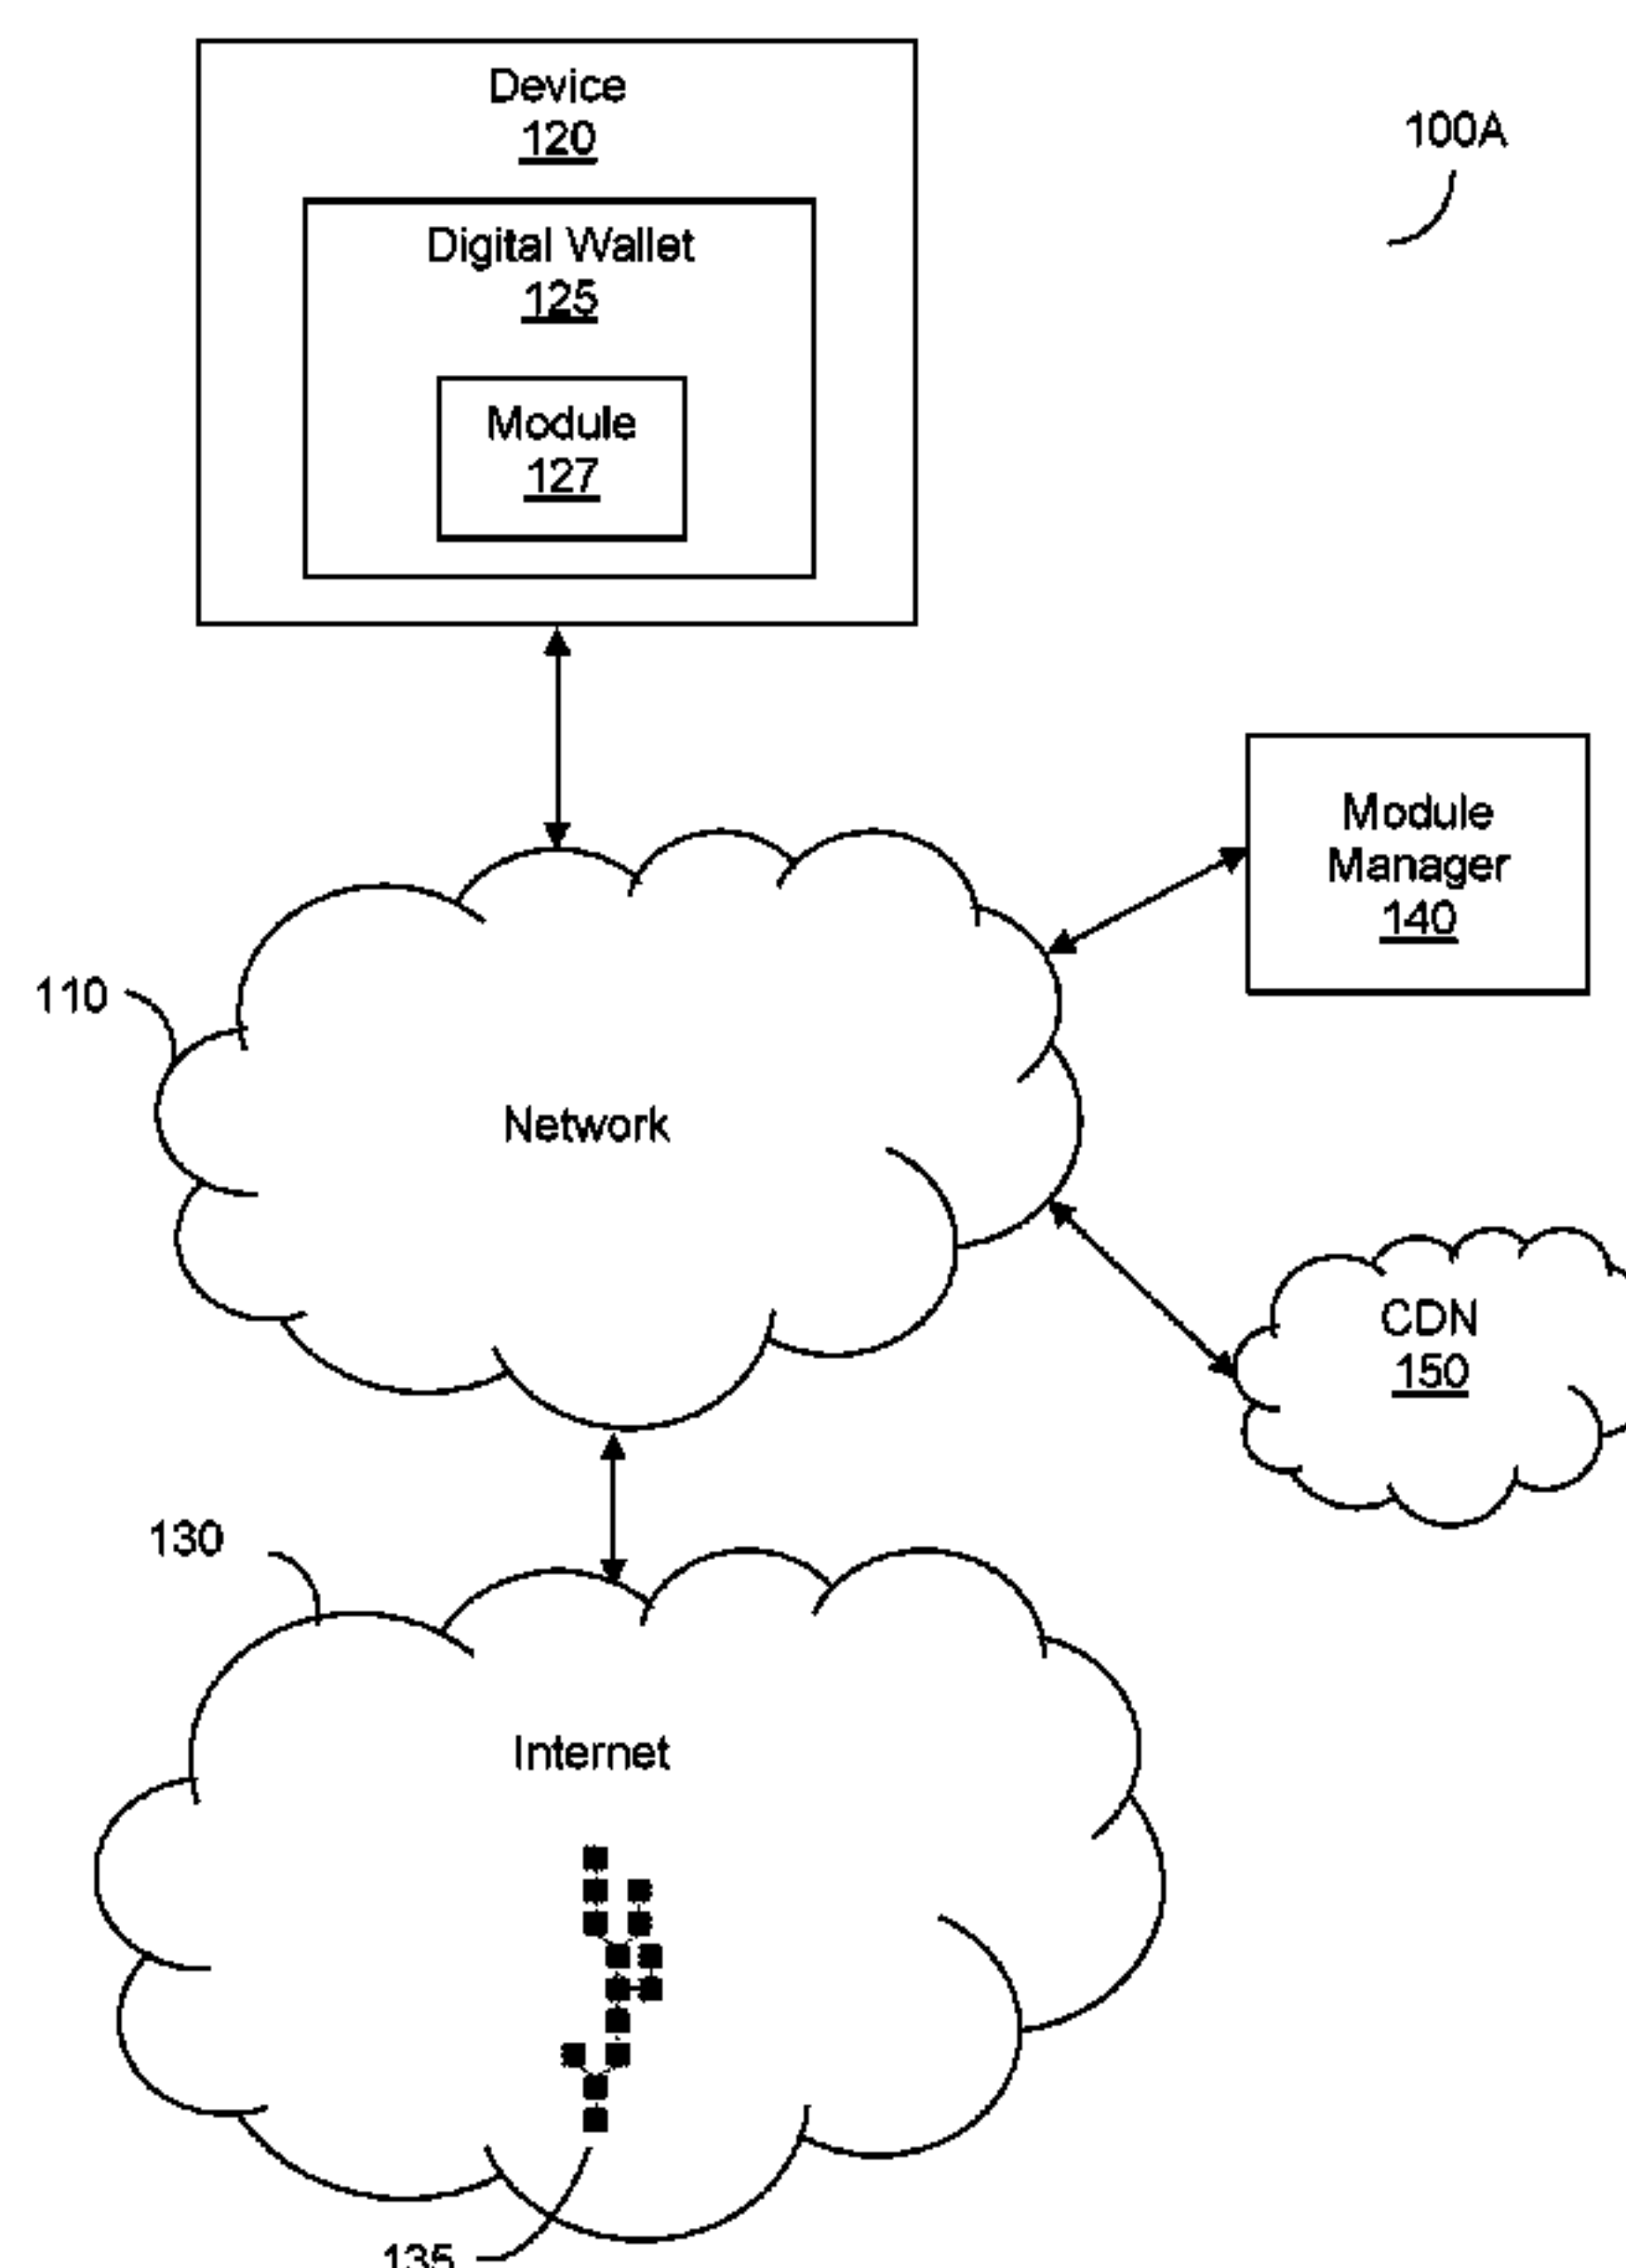 Device
120
100A
Digital Wallet
125
Module
127
Module
Manager
140
110
Network
CDN
150
130
Internet
135